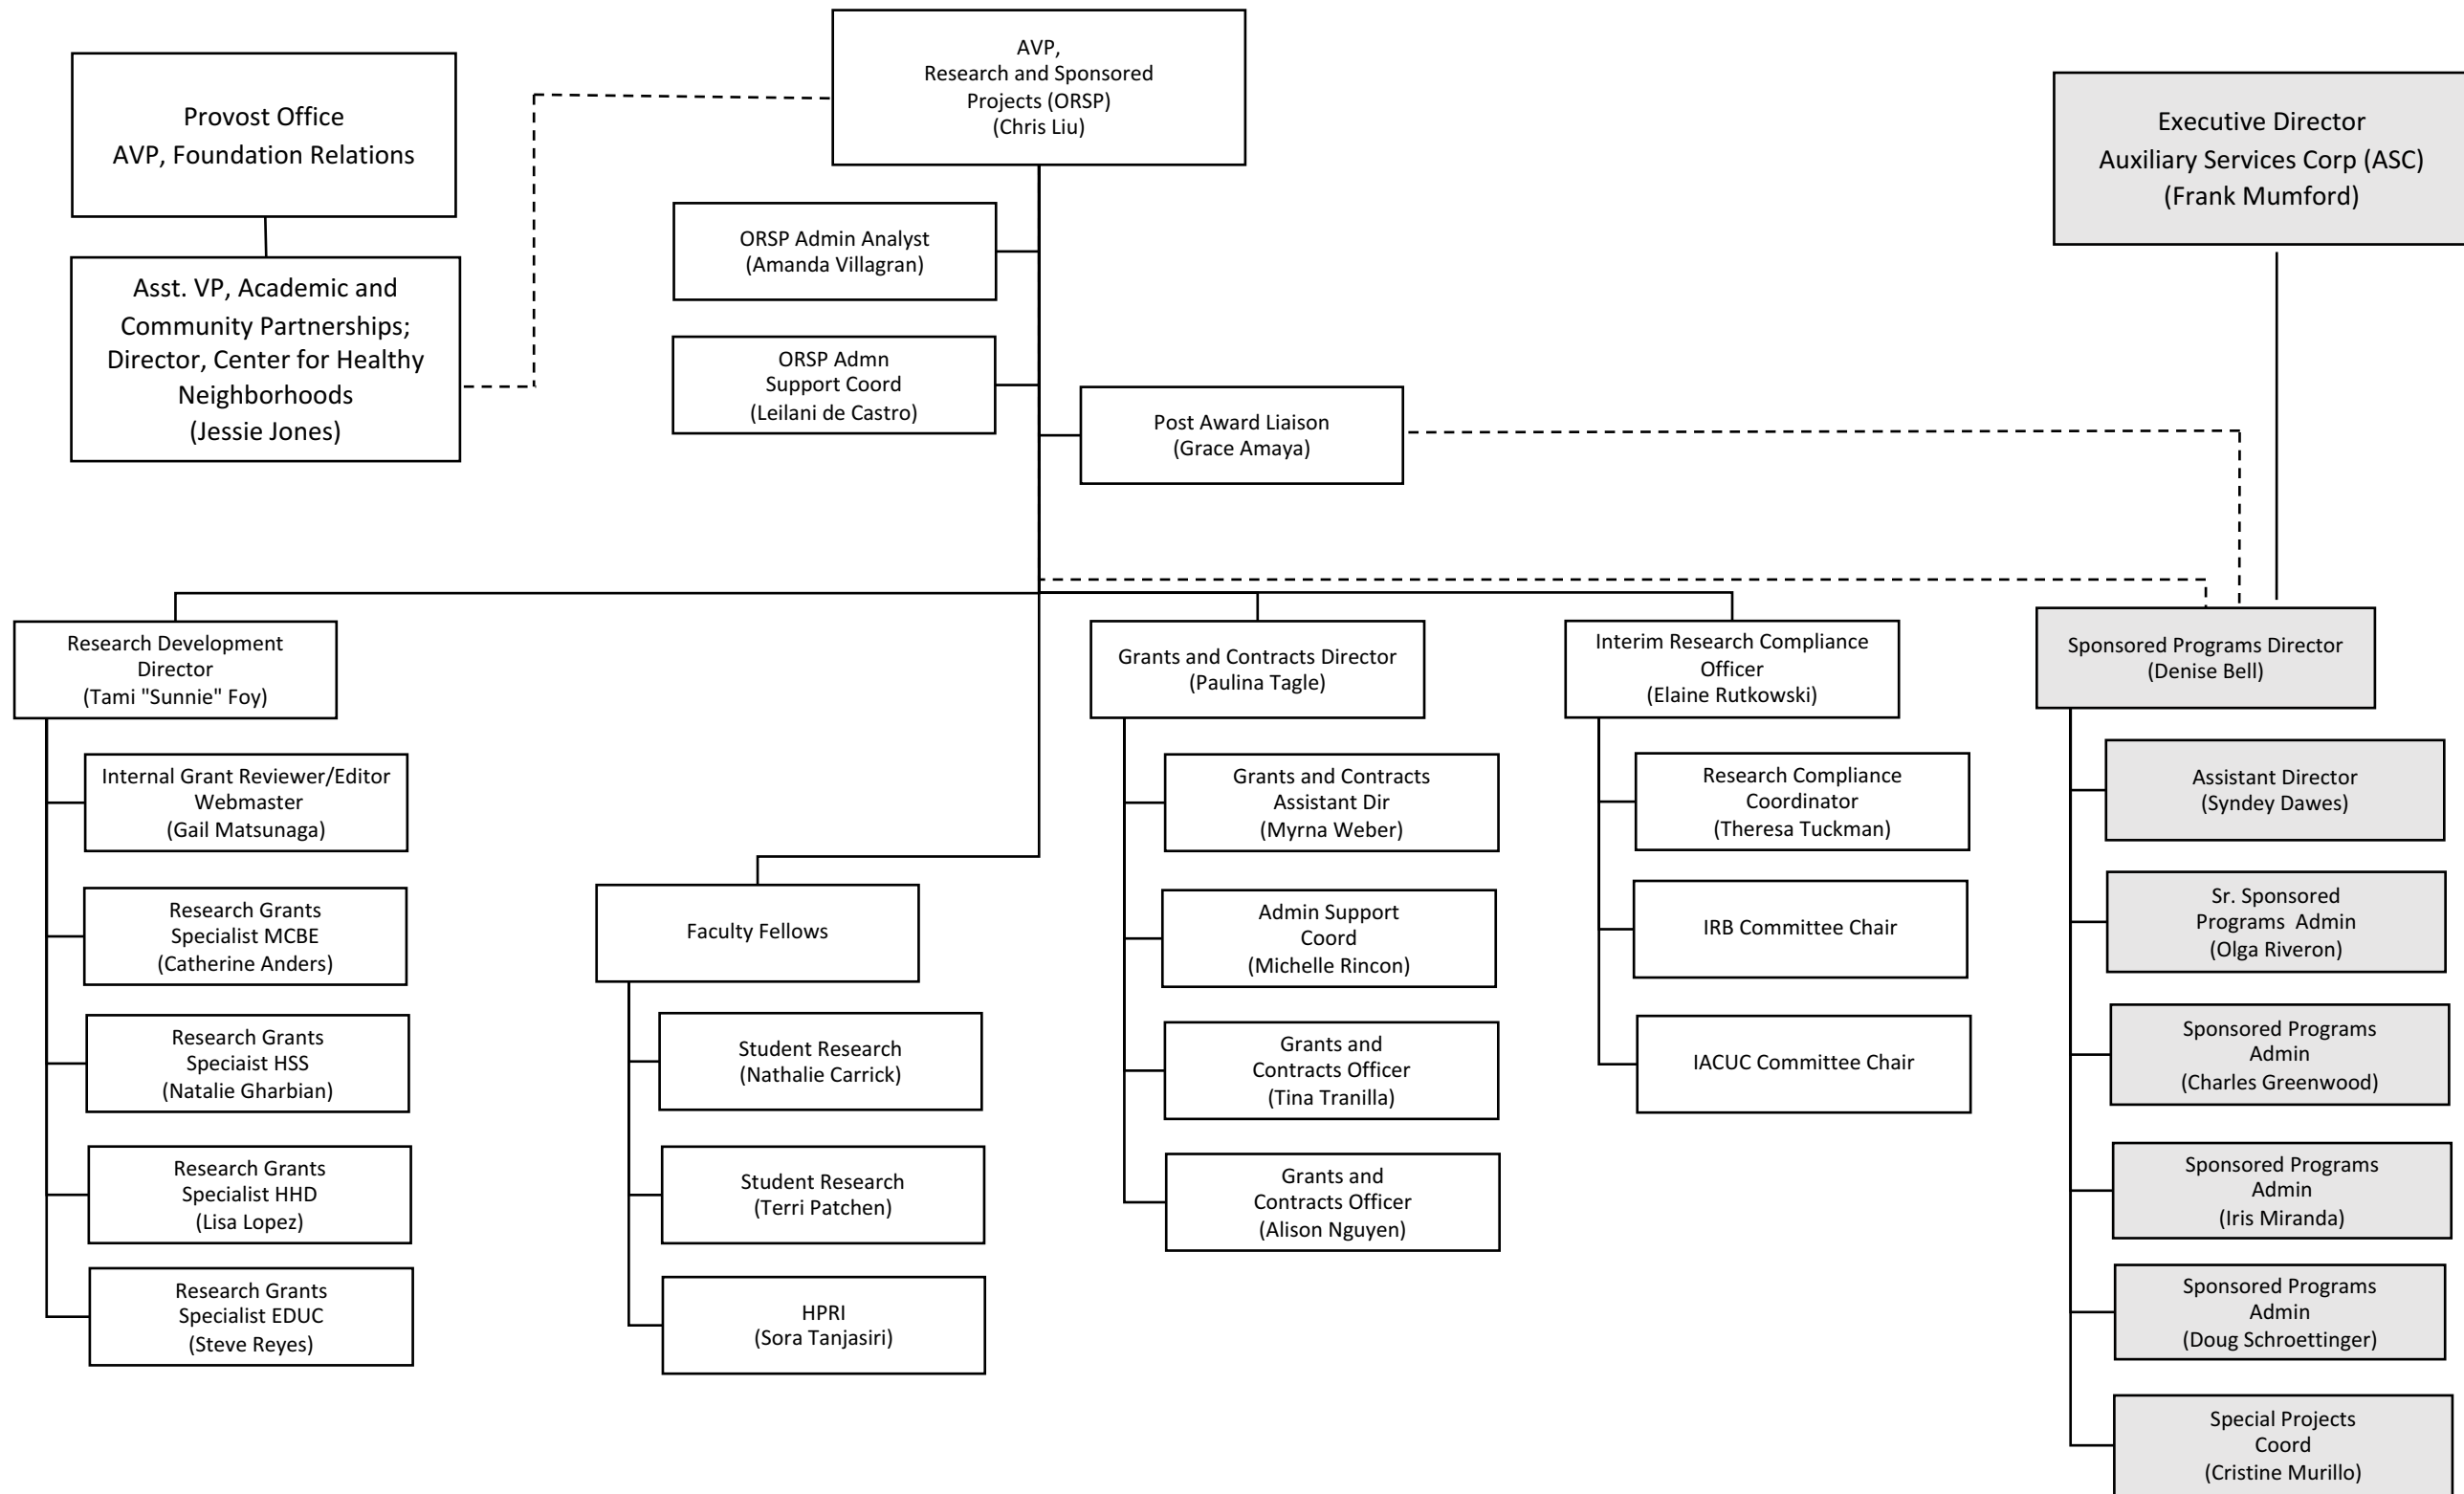 AVP,
Research and Sponsored
Projects (ORSP)
(Chris Liu)
Provost Office
AVP, Foundation Relations
Executive Director
Auxiliary Services Corp (ASC)
(Frank Mumford)
ORSP Admin Analyst
(Amanda Villagran)
Asst. VP, Academic and
Community Partnerships;
Director, Center for Healthy
Neighborhoods
(Jessie Jones)
ORSP Admn
Support Coord
(Leilani de Castro)
Post Award Liaison
(Grace Amaya)
Research Development
Director
(Tami "Sunnie" Foy)
Internal Grant Reviewer/Editor
Webmaster
(Gail Matsunaga)
Research Grants
Specialist MCBE
(Catherine Anders)
Research Grants
Speciaist HSS
(Natalie Gharbian)
Research Grants
Specialist HHD
(Lisa Lopez)
Research Grants
Specialist EDUC
(Steve Reyes)
Faculty Fellows
Student Research
(Nathalie Carrick)
Student Research
(Terri Patchen)
HPRI
(Sora Tanjasiri)
Grants and Contracts Director
(Paulina Tagle)
Grants and Contracts
Assistant Dir
(Myrna Weber)
Admin Support
Coord
(Michelle Rincon)
Grants and
Contracts Officer
(Tina Tranilla)
Grants and
Contracts Officer
(Alison Nguyen)
Interim Research Compliance
Officer
(Elaine Rutkowski)
Research Compliance
Coordinator
(Theresa Tuckman)
IRB Committee Chair
IACUC Committee Chair
Sponsored Programs Director
(Denise Bell)
Assistant Director
(Syndey Dawes)
Sr. Sponsored
Programs Admin
(Olga Riveron)
Sponsored Programs
Admin
(Charles Greenwood)
Sponsored Programs
Admin
(Iris Miranda)
Sponsored Programs
Admin
(Doug Schroettinger)
Special Projects
Coord
(Cristine Murillo)